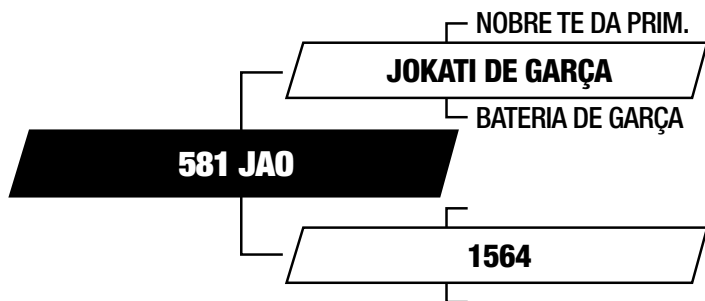 NOBRE TE DA PRIM.
JOKATI DE GARÇA
BATERIA DE GARÇA
581 JAO
1564